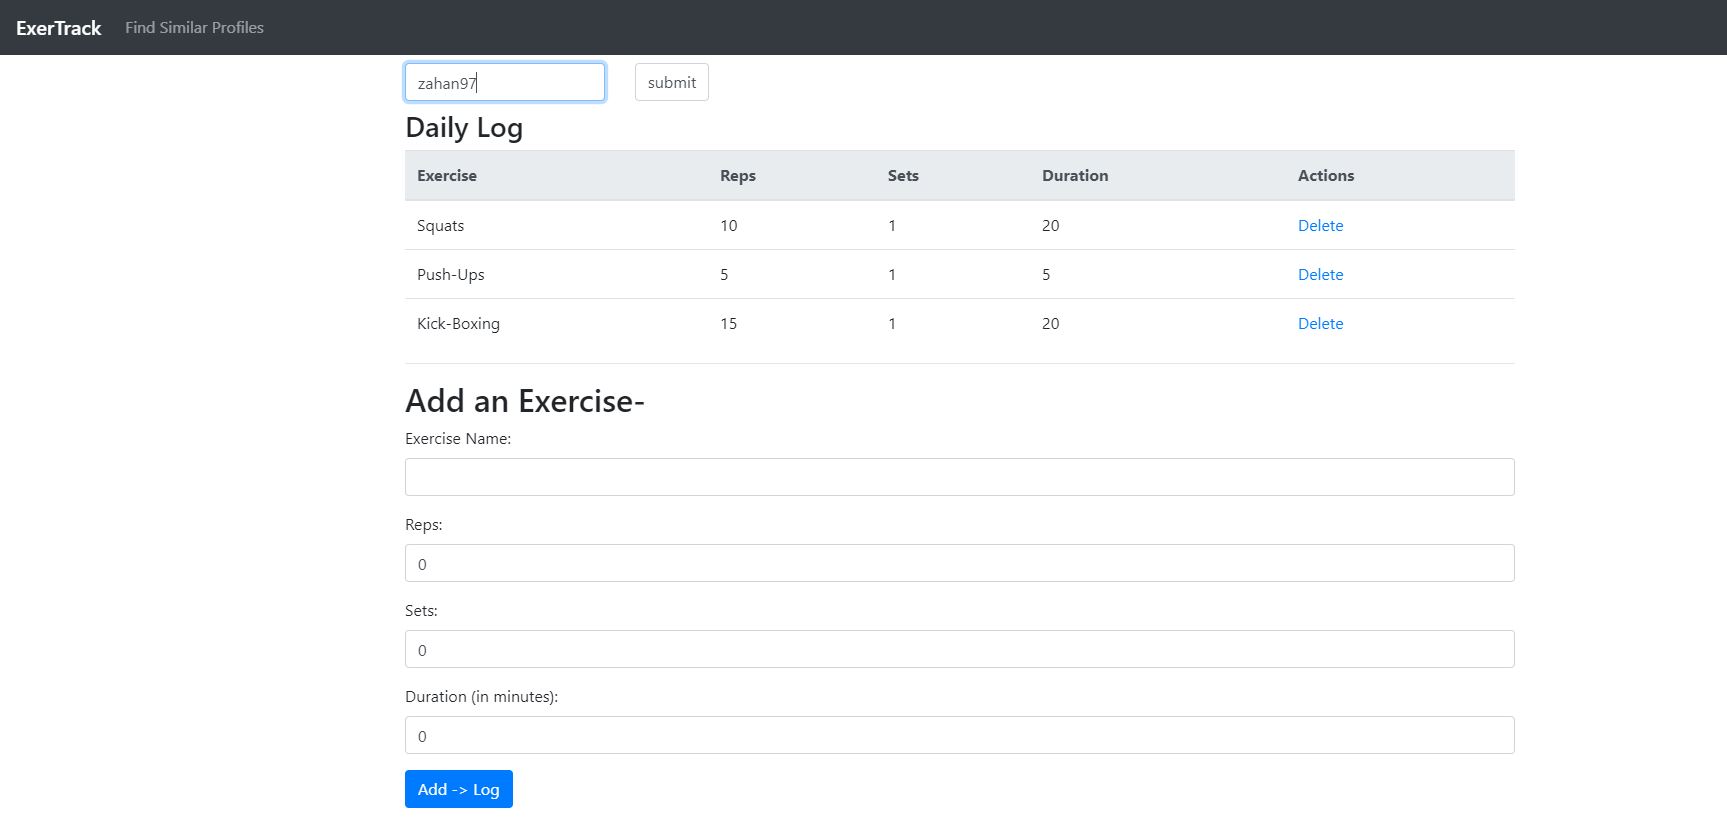 ExerTrack Find Similar Profiles
zahan97 submit
Daily Log
Exercise Reps Sets Duration Actions
Squats 10 1 20 Delete
Push-Ups 5 1 5 Delete
Kick-Boxing 15 1 20 Delete
Add an Exercise-
Exercise Name:
Reps:
0
Sets:
0
Duration (in minutes):
0
Add -> Log